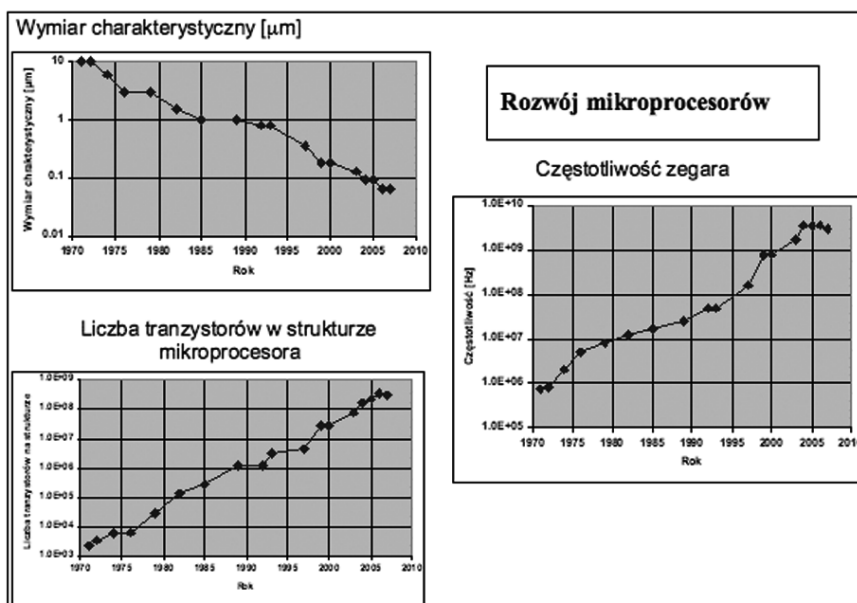 Wymiar charakterystyczny [μm]
Wymiar chrakterystyczny [μm]
10
1
0.1
0.01
1970 1975 1980 1985 1990 1995 2000 2005 2010
Rok
Rozwój mikroprocesorów
Częstotliwość zegara
Częstotliwość [Hz]
1.0E+10
1.0E+09
1.0E+08
1.0E+07
1.0E+06
1.0E+05
1970 1975 1980 1985 1990 1995 2000 2005 2010
Rok
Liczba tranzystorów w strukturze
mikroprocesora
Liczba tranzystorów na strukturze
1.0E+09
1.0E+08
1.0E+07
1.0E+06
1.0E+05
1.0E+04
1.0E+03
1970 1975 1980 1985 1990 1995 2000 2005 2010
Rok